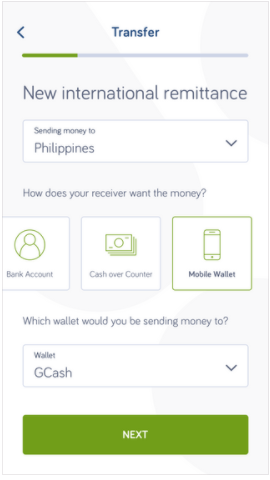 Transfer
New international remittance
Sending money to
Philippines
How does your receiver want the money?
Bank Account
Cash over Counter
Mobile Wallet
Which wallet would you be sending money to?
Wallet
GCash
NEXT